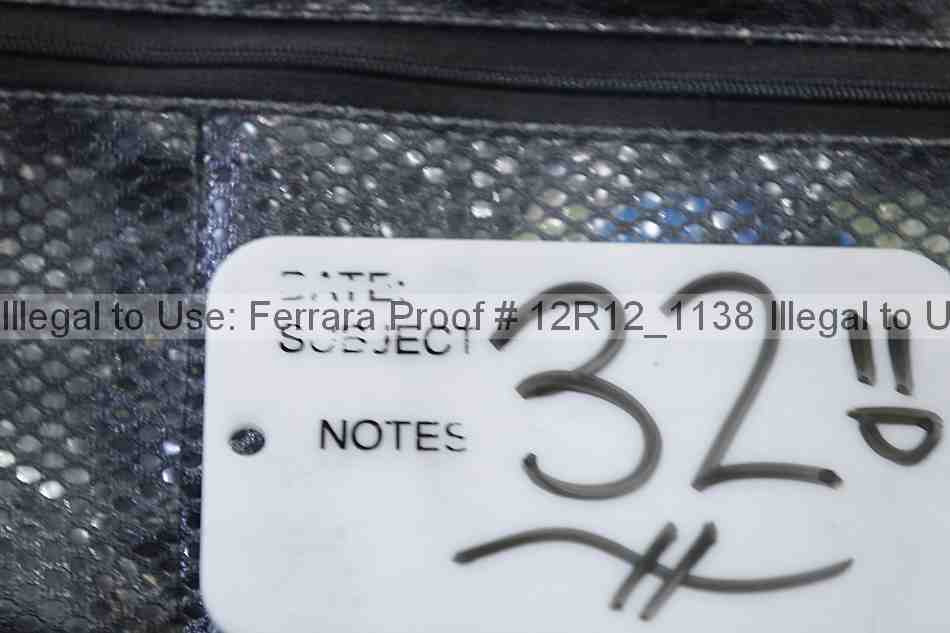 DATE:
Illegal to Use: Ferrara Proof # 12R12_1138 Illegal to U
SUBJECT
32"
NOTES